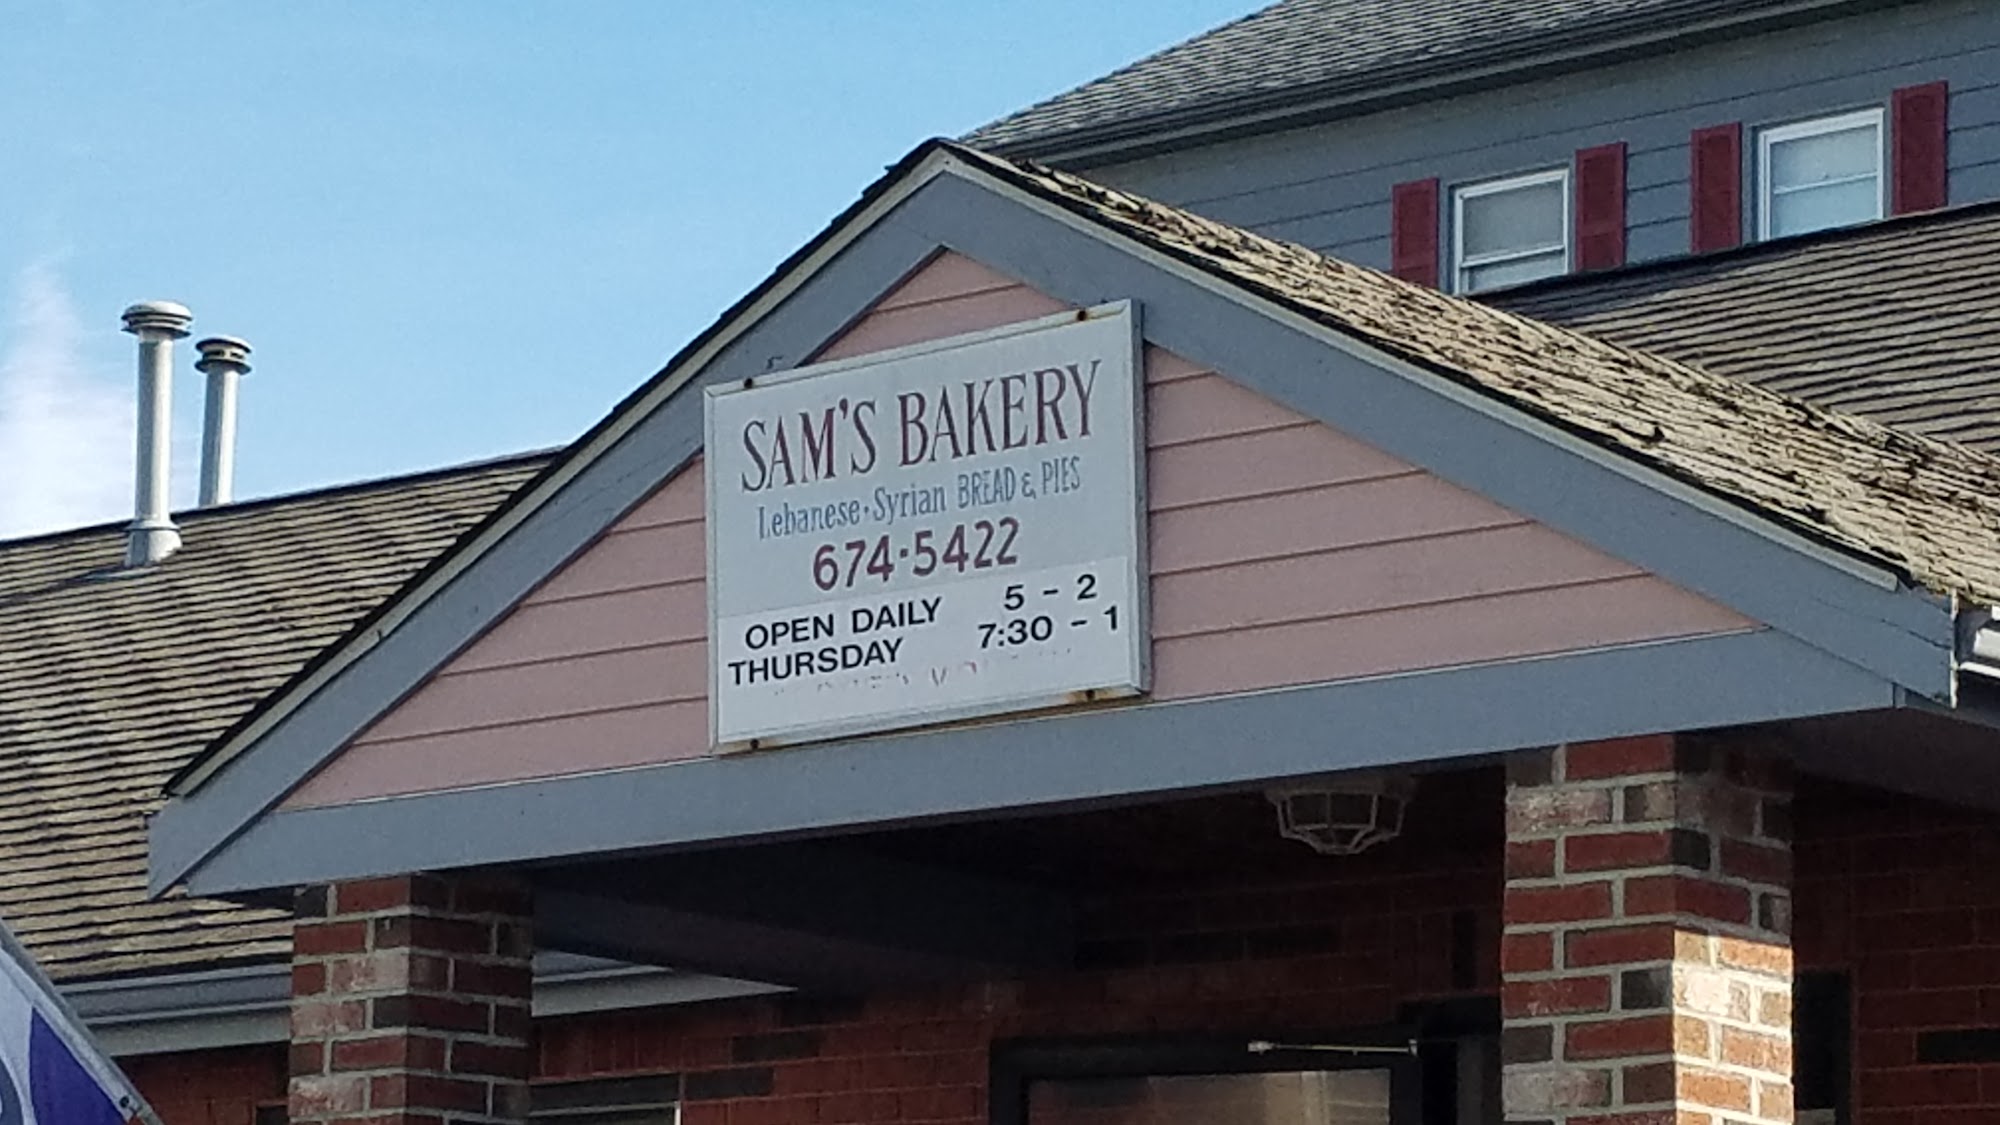 SAM'S BAKERY
Lebanese • Syrian BREAD & PIES
674•5422
OPEN DAILY 5 - 2
THURSDAY 7:30 - 1